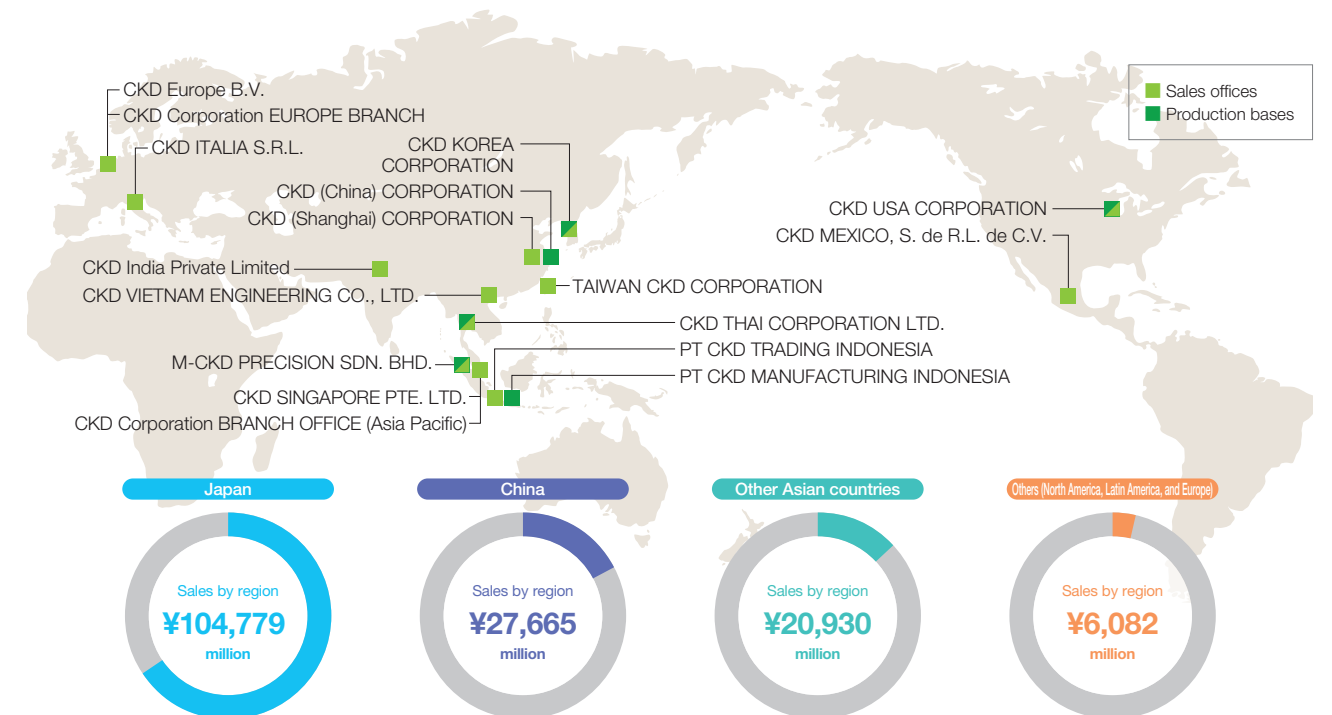 Sales offices
Production bases
CKD Europe B.V.
CKD Corporation EUROPE BRANCH
CKD ITALIA S.R.L.
CKD KOREA
CORPORATION
CKD (China) CORPORATION
CKD (Shanghai) CORPORATION
CKD USA CORPORATION
CKD MEXICO, S. de R.L. de C.V.
CKD India Private Limited
CKD VIETNAM ENGINEERING CO., LTD.
TAIWAN CKD CORPORATION
CKD THAI CORPORATION LTD.
PT CKD TRADING INDONESIA
M-CKD PRECISION SDN. BHD.
PT CKD MANUFACTURING INDONESIA
CKD SINGAPORE PTE. LTD.
CKD Corporation BRANCH OFFICE (Asia Pacific)
Japan
Sales by region
¥104,779
million
China
Sales by region
¥27,665
million
Other Asian countries
Sales by region
¥20,930
million
Others (North America, Latin America, and Europe)
Sales by region
¥6,082
million